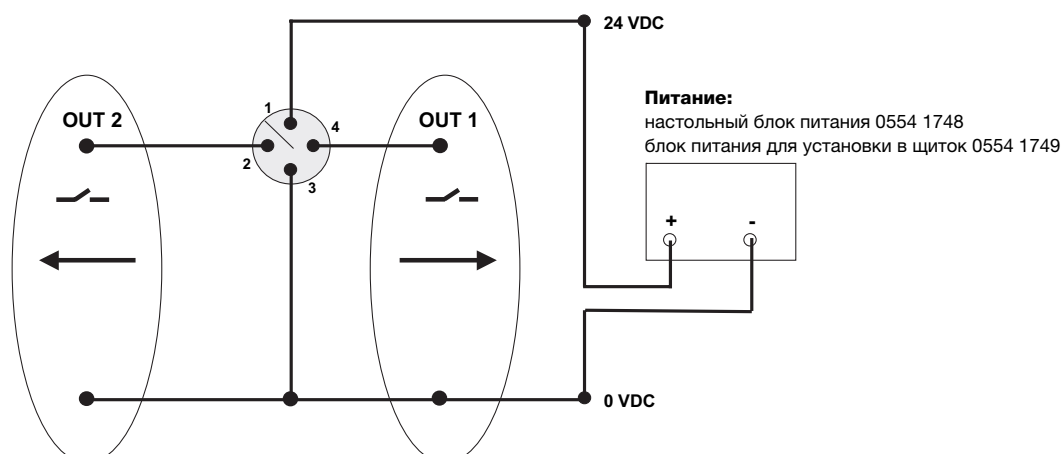 24 VDC
Питание:
настольный блок питания 0554 1748
блок питания для установки в щиток 0554 1749
OUT 2
1
4
OUT 1
2
3
+
-
0 VDC